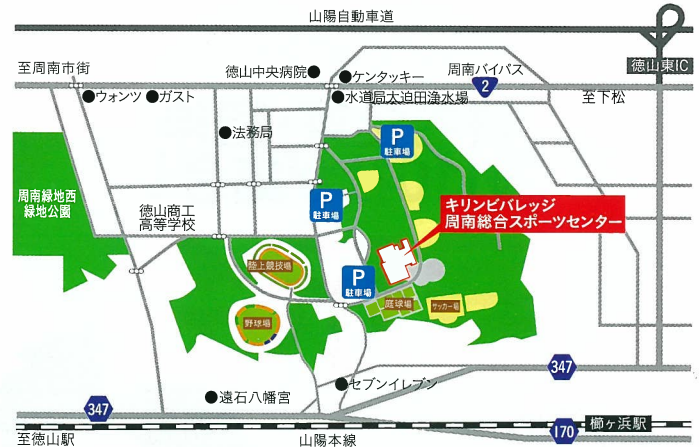 山陽自動車道
徳山東IC
至周南市街
徳山中央病院
ケンタッキー
周南バイパス
2
ウォンツ
ガスト
水道局大迫田浄水場
至下松
法務局
P
駐車場
周南緑地西
緑地公園
徳山商工
高等学校
P
駐車場
キリンビバレッジ
周南総合スポーツセンター
陸上競技場
P
駐車場
庭球場
サッカー場
野球場
347
セブンイレブン
遠石八幡宮
347
櫛ヶ浜駅
170
至徳山駅
山陽本線